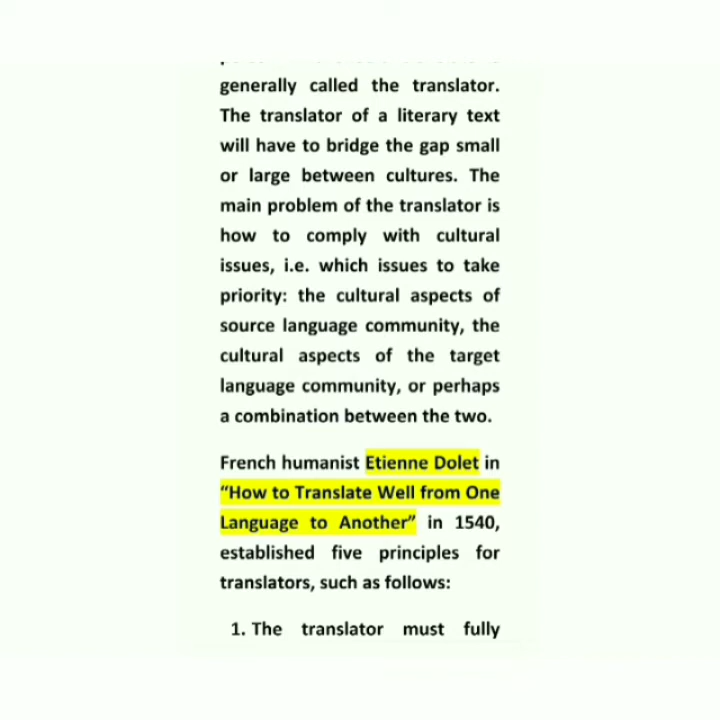 generally called the translator.
The translator of a literary text
will have to bridge the gap small
or large between cultures. The
main problem of the translator is
how to comply with cultural
issues, i.e. which issues to take
priority: the cultural aspects of
source language community, the
cultural aspects of the target
language community, or perhaps
a combination between the two.
French humanist Etienne Dolet in
“How to Translate Well from One
Language to Another” in 1540,
established five principles for
translators, such as follows:
1. The translator must fully